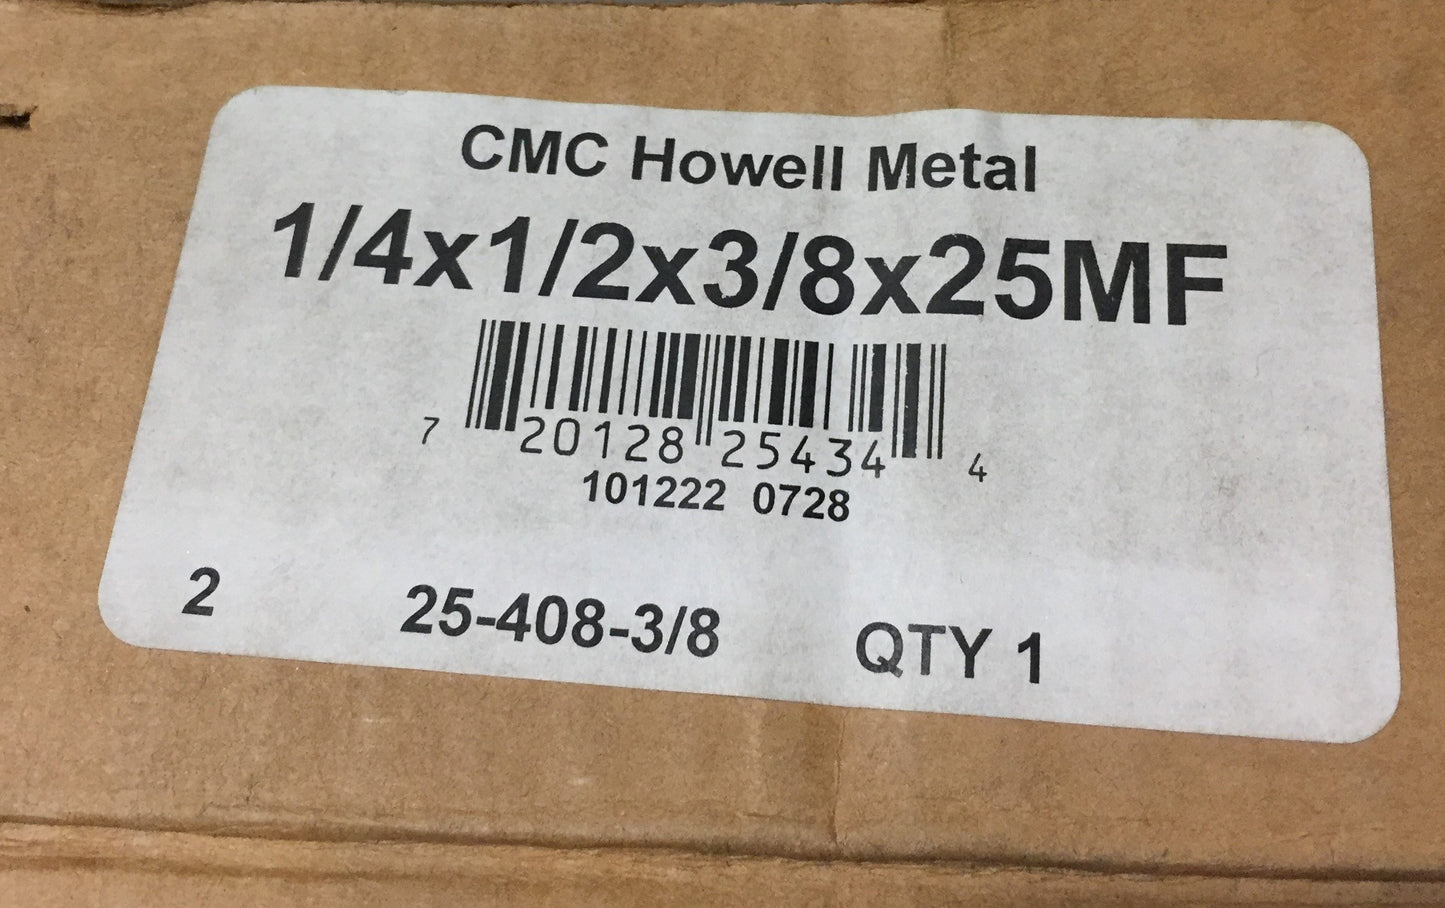 CMC Howell Metal
1/4x1/2x3/8x25MF
7 20128 25434 4
101222 0728
2 25-408-3/8 QTY 1